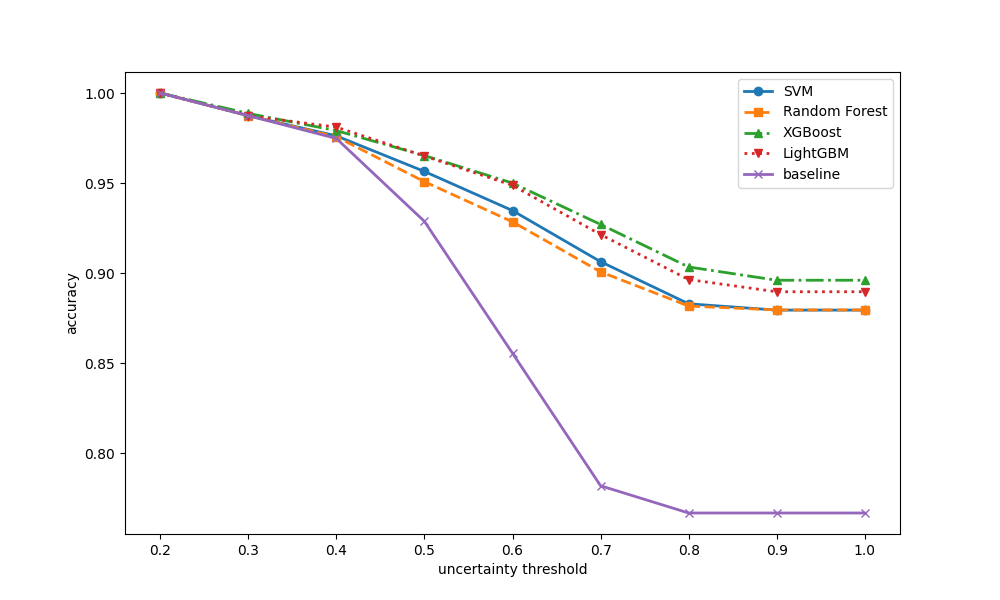 1.00
0.95
0.90
0.85
0.80
accuracy
0.2 0.3 0.4 0.5 0.6 0.7 0.8 0.9 1.0
uncertainty threshold
SVM
Random Forest
XGBoost
LightGBM
baseline